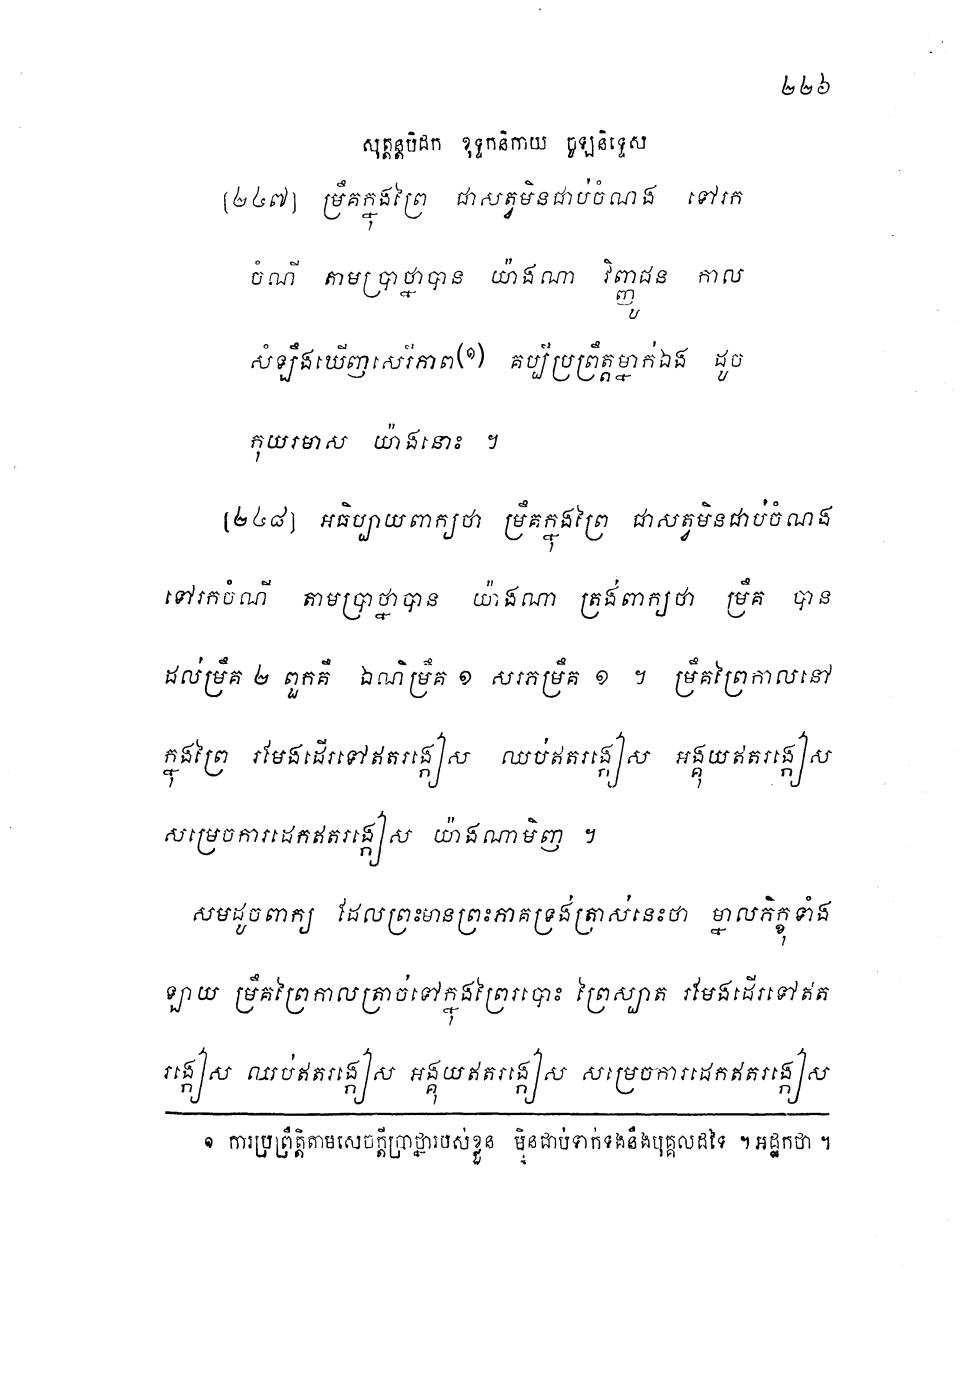 ២២៦
សុត្តន្តបិដក ខុទ្ទកនិកាយ ចូឡនិទ្ទេស
[២៤៧] ម្រឹគក្នុងព្រៃ ជាសត្វមិនជាប់ចំណង ទៅរក
ចំណី តាមប្រាថ្នាបាន យ៉ាងណា វិញ្ញូជន កាល
សំឡឹងឃើញសេរីភាព(១) គប្បីប្រព្រឹត្តម្នាក់ឯង ដូច
កុយរមាស យ៉ាងនោះ ។
[២៤៨] អធិប្បាយពាក្យថា ម្រឹគក្នុងព្រៃ ជាសត្វមិនជាប់ចំណង
ទៅរកចំណី តាមប្រាថ្នាបាន យ៉ាងណា ត្រង់ពាក្យថា ម្រឹគ បាន
ដល់ម្រឹគ ២ ពួកគឺ ឯណិម្រឹគ ១ សរភម្រឹគ ១ ។ ម្រឹគព្រៃកាលនៅ
ក្នុងព្រៃ រមែងដើរទៅឥតរង្កៀស ឈប់ឥតរង្កៀស អង្គុយឥតរង្កៀស
សម្រេចការដេកឥតរង្កៀស យ៉ាងណាមិញ ។
សមដូចពាក្យ ដែលព្រះមានព្រះភាគទ្រង់ត្រាស់នេះថា ម្នាលភិក្ខុទាំង
ឡាយ ម្រឹគព្រៃកាលត្រាច់ទៅក្នុងព្រៃរបោះ ព្រៃស្បាត រមែងដើរទៅឥត
រង្កៀស ឈរប់ឥតរង្កៀស អង្គុយឥតរង្កៀស សម្រេចការដេកឥតរង្កៀស
១ ការប្រព្រឹត្តិតាមសេចក្តីប្រាថ្នារបស់ខ្លួន ម៉ិនជាប់ទាក់ទងនឹងបុគ្គលដទៃ ។ អដ្ឋកថា ។